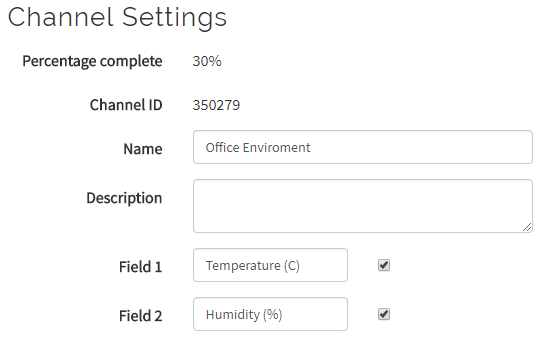 Channel Settings
Percentage complete 30%
Channel ID 350279
Name Office Enviroment
Description
Field 1 Temperature (C)
Field 2 Humidity (%)